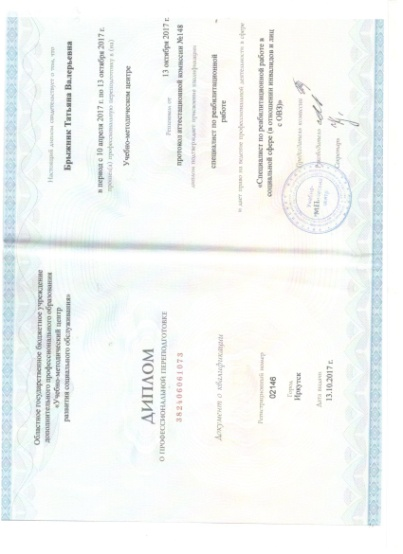 Областное государственное бюджетное учреждение
дополнительного профессионального образования
«Учебно-методический центр
развития социального обслуживания»
ДИПЛОМ
О ПРОФЕССИОНАЛЬНОЙ ПЕРЕПОДГОТОВКЕ
382406061073
Документ о квалификации
Регистрационный номер
02146
Город
Иркутск
Дата выдачи
13.10.2017 г.
Настоящий диплом свидетельствует о том, что
Брыжник Татьяна Валерьевна
в период с 10 апреля 2017 г. по 13 октября 2017 г.
прошел(а) профессиональную переподготовку в (на)
Учебно-методическом центре
Решением от
13 октября 2017 г.
протокол аттестационной комиссии №148
диплом подтверждает присвоение квалификации
специалист по реабилитационной
работе
и дает право на ведение профессиональной деятельности в сфере
«Специалист по реабилитационной работе в
социальной сфере (в отношении инвалидов и лиц
с ОВЗ)»
Председатель комиссии
Руководитель
Секретарь
М.П.